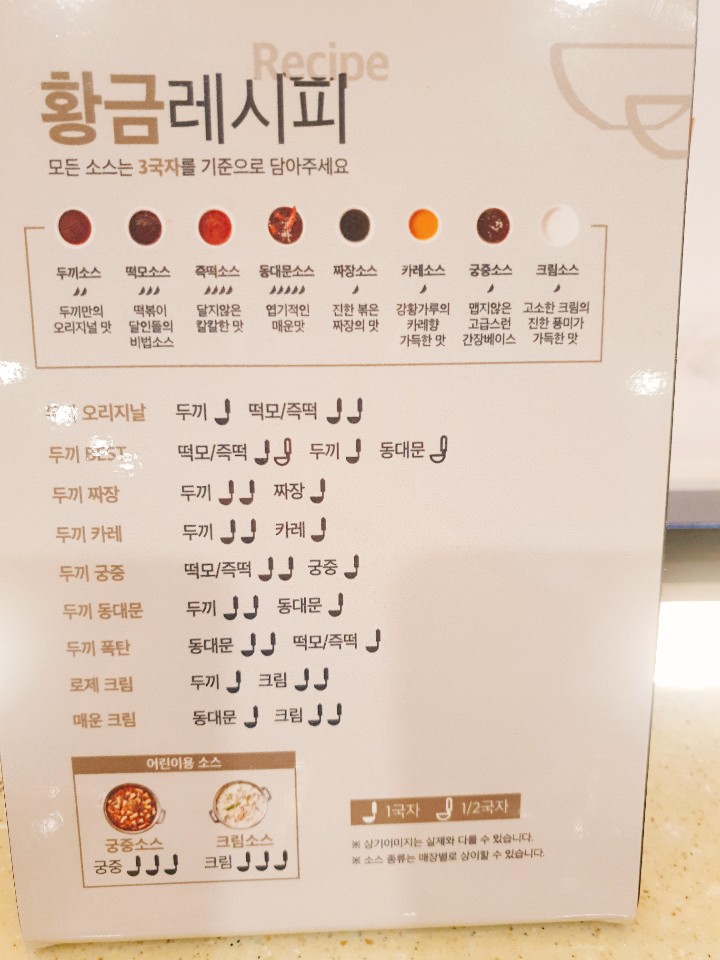 Recipe
황금레시피
모든 소스는 3국자를 기준으로 담아주세요
두끼소스 떡모소스 즉떡소스 동대문소스 짜장소스 카레소스 궁중소스 크림소스
두끼만의 떡볶이 달지않은 엽기적인 진한 볶은 강황가루의 맵지않은 고소한 크림의
오리지널 맛 달인들의 칼칼한 맛 매운맛 짜장의 맛 카레향 고급스런 진한 풍미가
비법소스 가득한 맛 간장베이스 가득한 맛
오리지날 두끼 떡모/즉떡
두끼 BEST 떡모/즉떡 두끼 동대문
두끼 짜장 두끼 짜장
두끼 카레 두끼 카레
두끼 궁중 떡모/즉떡 궁중
두끼 동대문 두끼 동대문
두끼 폭탄 동대문 떡모/즉떡
로제 크림 두끼 크림
매운 크림 동대문 크림
어린이용 소스
궁중소스 크림소스
궁중 크림
1국자 1/2국자
※ 상기이미지는 실제와 다를 수 있습니다.
※ 소스 종류는 매장별로 상이할 수 있습니다.